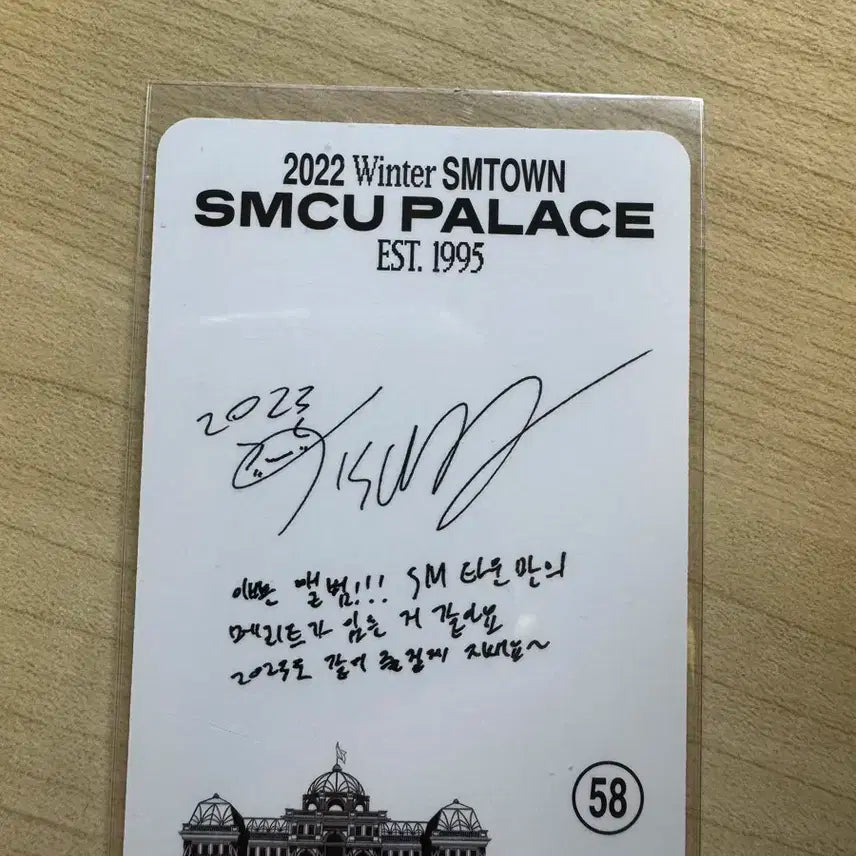 2022 Winter SMTOWN
SMCU PALACE
EST. 1995
2023
이번 앨범!!! SM 타운만의
메리트가 있는 거 같아요
2023도 같이 즐겁게 지내요~
58